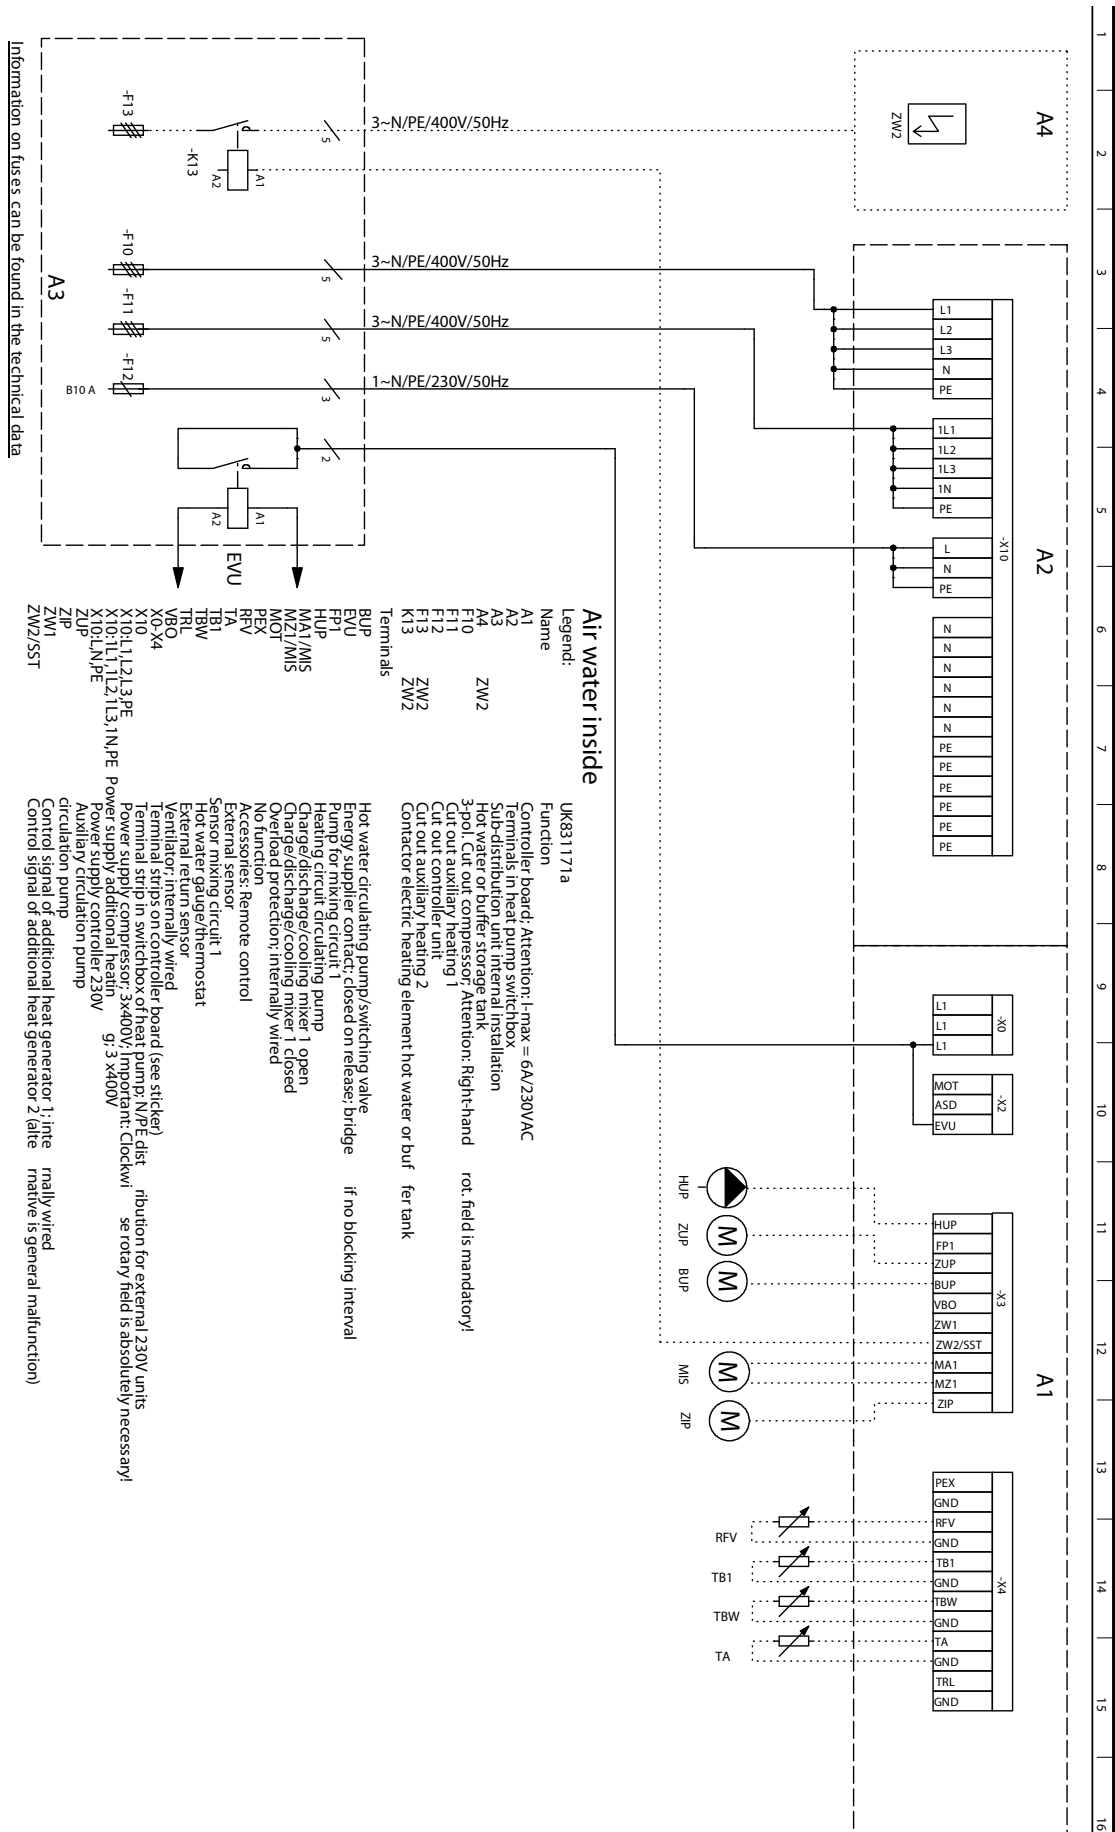 1
2
3
4
5
6
7
8
9
10
11
12
13
14
15
16
A4
ZW2
A2
-X10
L1
L2
L3
N
PE
1L1
1L2
1L3
1N
PE
L
N
PE
N
N
N
N
N
N
PE
PE
PE
PE
PE
PE
A1
-X0
L1
L1
L1
-X2
MOT
ASD
EVU
-X3
HUP
FP1
ZUP
BUP
VBO
ZW1
ZW2/SST
MA1
MZ1
ZIP
-X4
PEX
GND
RFV
GND
TB1
GND
TBW
GND
TA
GND
TRL
GND
HUP
M
ZUP
M
BUP
M
MIS
M
ZIP
RFV
TB1
TBW
TA
3~N/PE/400V/50Hz
3~N/PE/400V/50Hz
3~N/PE/400V/50Hz
1~N/PE/230V/50Hz
5
5
5
3
2
-F13
-K13
A1
A2
-F10
-F11
-F12
B10 A
A1
A2
EVU
A3
Air water inside
Legend: UK831171a
Name Function
A1 Controller board; Attention: I-max = 6A/230VAC
A2 Terminals in heat pump switchbox
A3 Sub-distribution unit internal installation
A4 ZW2 Hot water or buffer storage tank
F10 3-pol. Cut out compressor; Attention: Right-hand rot. field is mandatory!
F11 Cut out auxiliary heating 1
F12 Cut out controller unit
F13 ZW2 Cut out auxiliary heating 2
K13 ZW2 Contactor electric heating element hot water or buf fer tank
Terminals
BUP Hot water circulating pump/switching valve
EVU Energy supplier contact; closed on release; bridge if no blocking interval
FP1 Pump for mixing circuit 1
HUP Heating circuit circulating pump
MA1/MIS Charge/discharge/cooling mixer 1 open
MZ1/MIS Charge/discharge/cooling mixer 1 closed
MOT Overload protection; internally wired
PEX No function
RFV Accessories: Remote control
TA External sensor
TB1 Sensor mixing circuit 1
TBW Hot water gauge/thermostat
TRL External return sensor
VBO Ventilator; internally wired
X0-X4 Terminal strips on controller board (see sticker)
X10 Terminal strip in switchbox of heat pump; N/PE dist ribution for external 230V units
X10:L1,L2,L3,PE Power supply compressor; 3x400V; Important: Clockwi se rotary field is absolutely necessary!
X10:1L1,1L2,1L3,1N,PE Power supply additional heatin g; 3 x400V
X10:L,N,PE Power supply controller 230V
ZUP Auxiliary circulation pump
ZIP circulation pump
ZW1 Control signal of additional heat generator 1; inte rnally wired
ZW2/SST Control signal of additional heat generator 2 (alte rnative is general malfunction)
Information on fuses can be found in the technical data